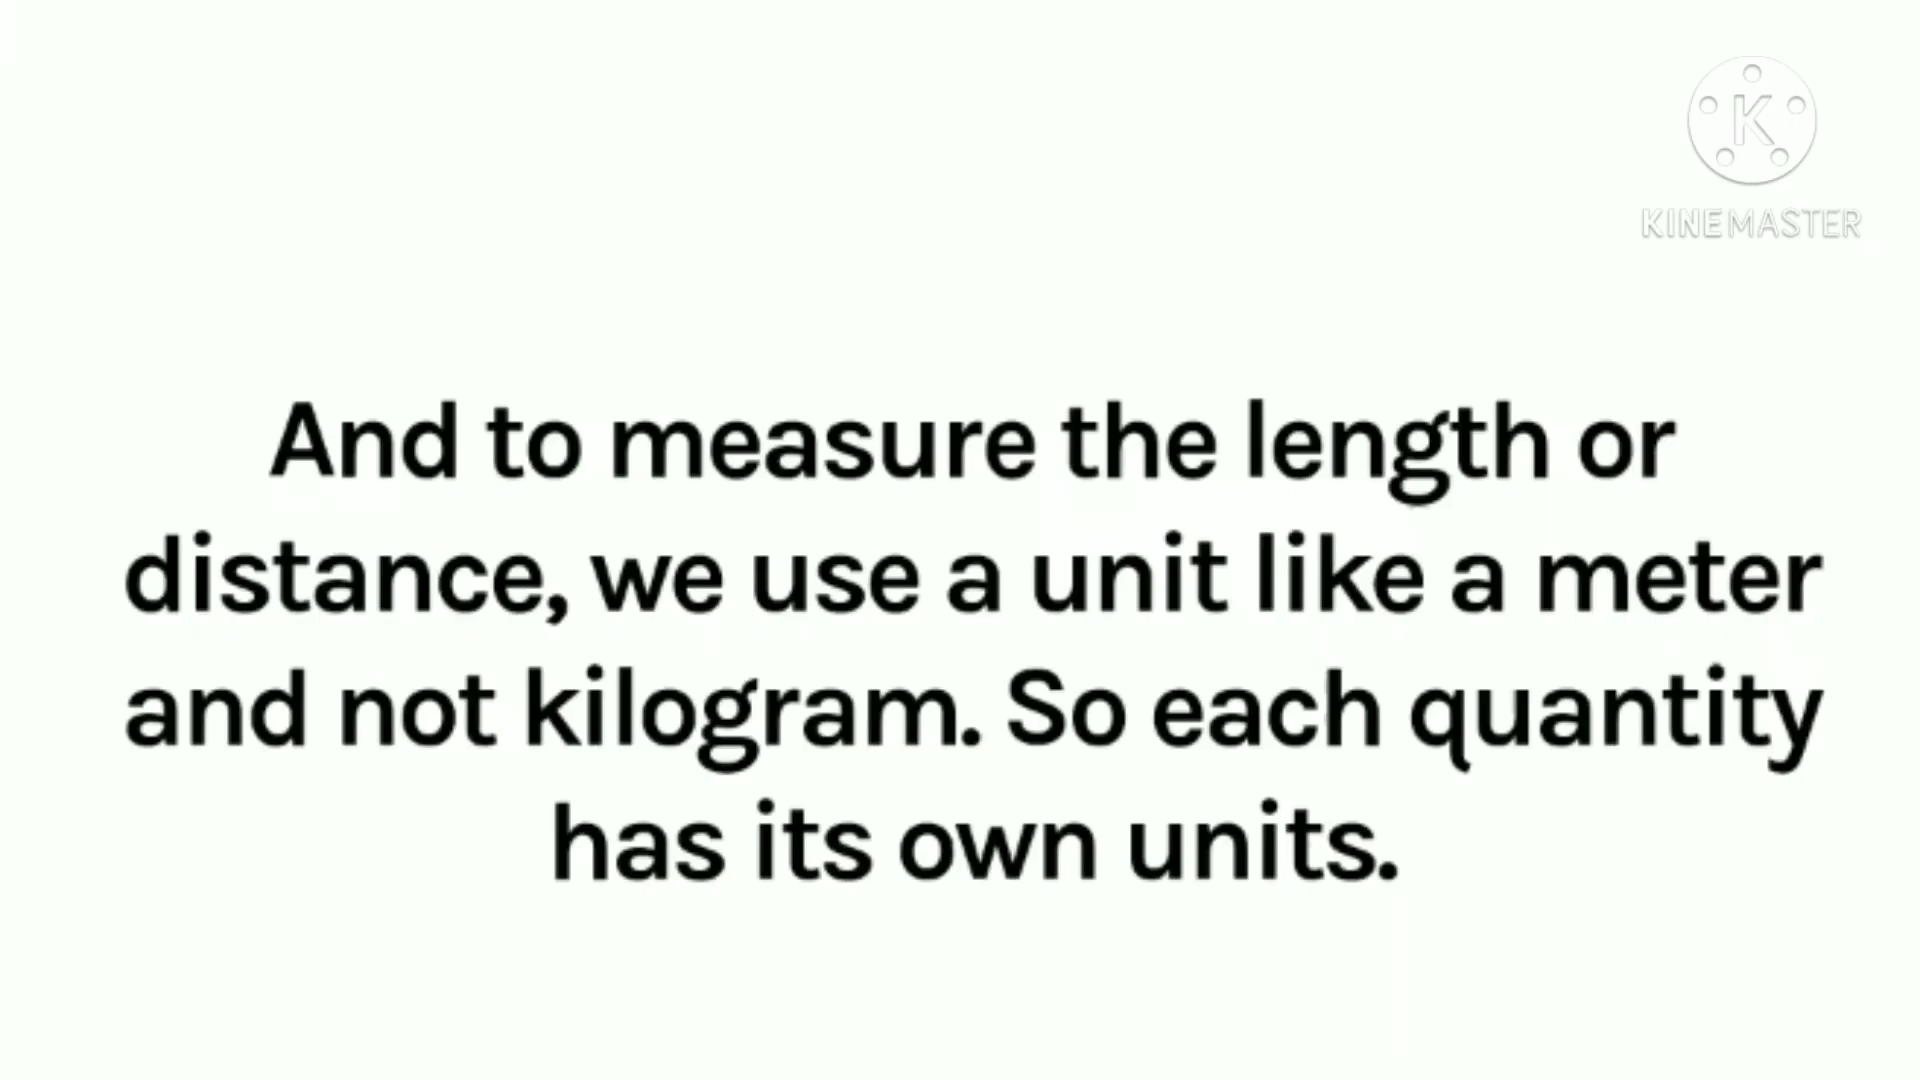 K
KINEMASTER
And to measure the length or
distance, we use a unit like a meter
and not kilogram. So each quantity
has its own units.